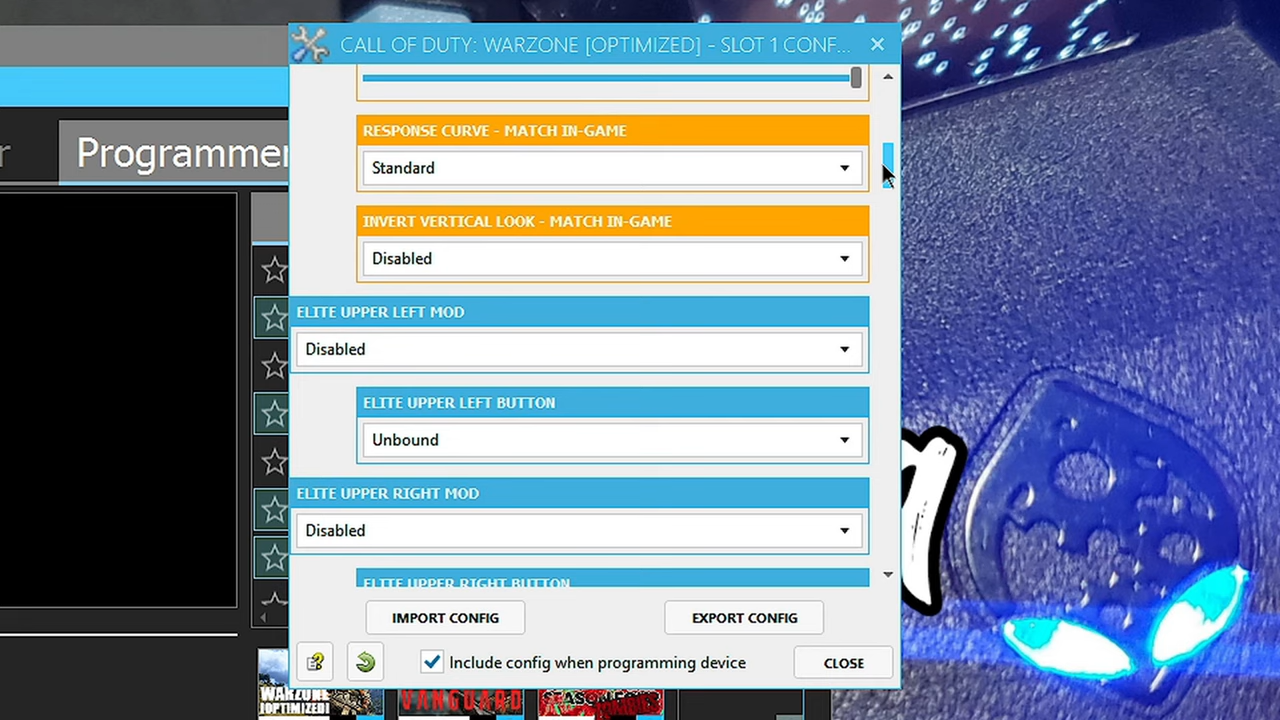 CALL OF DUTY: WARZONE [OPTIMIZED] - SLOT 1 CONF...
RESPONSE CURVE - MATCH IN-GAME
Standard
r
Programmer
INVERT VERTICAL LOOK - MATCH IN-GAME
Disabled
ELITE UPPER LEFT MOD
Disabled
ELITE UPPER LEFT BUTTON
Unbound
ELITE UPPER RIGHT MOD
Disabled
ELITE UPPER RIGHT BUTTON
IMPORT CONFIG
EXPORT CONFIG
Include config when programming device
CLOSE
WARZONE
[OPTIMIZED]
VANGUARD